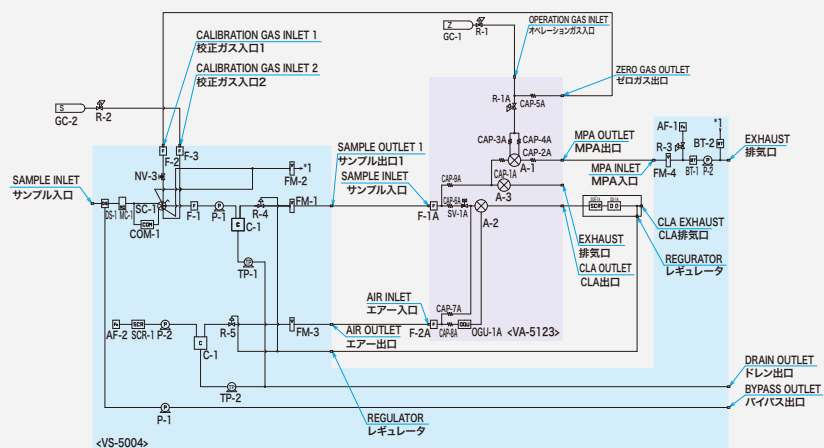 CALIBRATION GAS INLET 1
校正ガス入口1
CALIBRATION GAS INLET 2
校正ガス入口2
Z
GC-1
R-1
OPERATION GAS INLET
オペレーションガス入口
ZERO GAS OUTLET
ゼロガス出口
S
GC-2
R-2
R-1A
CAP-5A
CAP-3A
CAP-4A
CAP-2A
A-1
MPA OUTLET
MPA出口
MPA INLET
MPA入口
AF-1
*1
R-3
BT-2
FM-4
BT-1
P-2
EXHAUST
排気口
F
F-2
F
F-3
NV-3
FM-2
*1
SAMPLE OUTLET 1
サンプル出口1
SAMPLE INLET
サンプル入口
SAMPLE INLET
サンプル入口
CAP-9A
CAP-1A
A-3
DS-1
MC-1
SC-1
COM-1
F
F-1
P
P-1
R-4
FM-1
C
C-1
F
F-1A
CAP-6A
SV-1A
A-2
SCR
CLA EXHAUST
CLA排気口
EXHAUST
排気口
CLA OUTLET
CLA出口
REGURATOR
レギュレータ
TP
TP-1
AIR INLET
エアー入口
CAP-7A
F
F-2A
CAP-8A
OGU
OGU-1A
<VA-5123>
AF-2
SCR
SCR-1
P
P-2
R-5
FM-3
C
C-1
AIR OUTLET
エアー出口
TP
TP-2
DRAIN OUTLET
ドレン出口
BYPASS OUTLET
バイパス出口
P
P-1
REGULATOR
レギュレータ
<VS-5004>